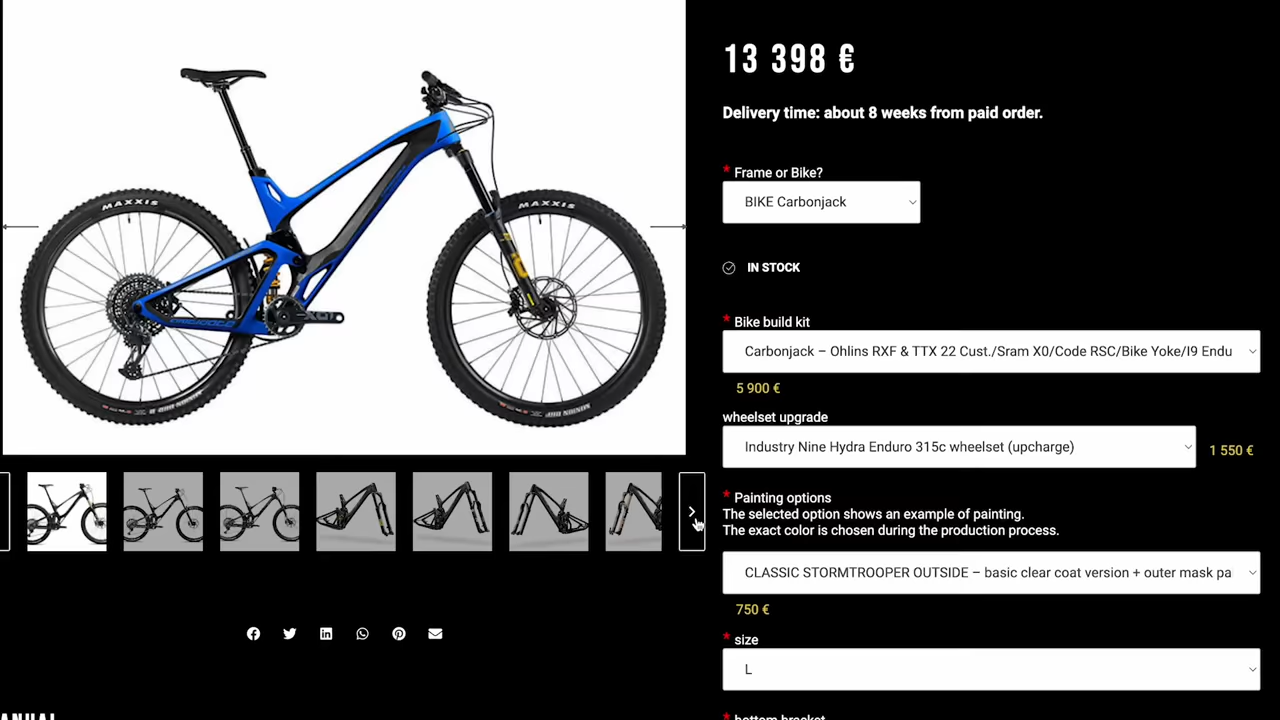 13 398 €
Delivery time: about 8 weeks from paid order.
* Frame or Bike?
BIKE Carbonjack
IN STOCK
* Bike build kit
Carbonjack – Ohlins RXF & TTX 22 Cust./Sram X0/Code RSC/Bike Yoke/I9 Endu
5 900 €
wheelset upgrade
Industry Nine Hydra Enduro 315c wheelset (upcharge)
1 550 €
* Painting options
The selected option shows an example of painting.
The exact color is chosen during the production process.
CLASSIC STORMTROOPER OUTSIDE – basic clear coat version + outer mask pa
750 €
* size
L
* bottom bracket
MAXXIS
MAXXIS